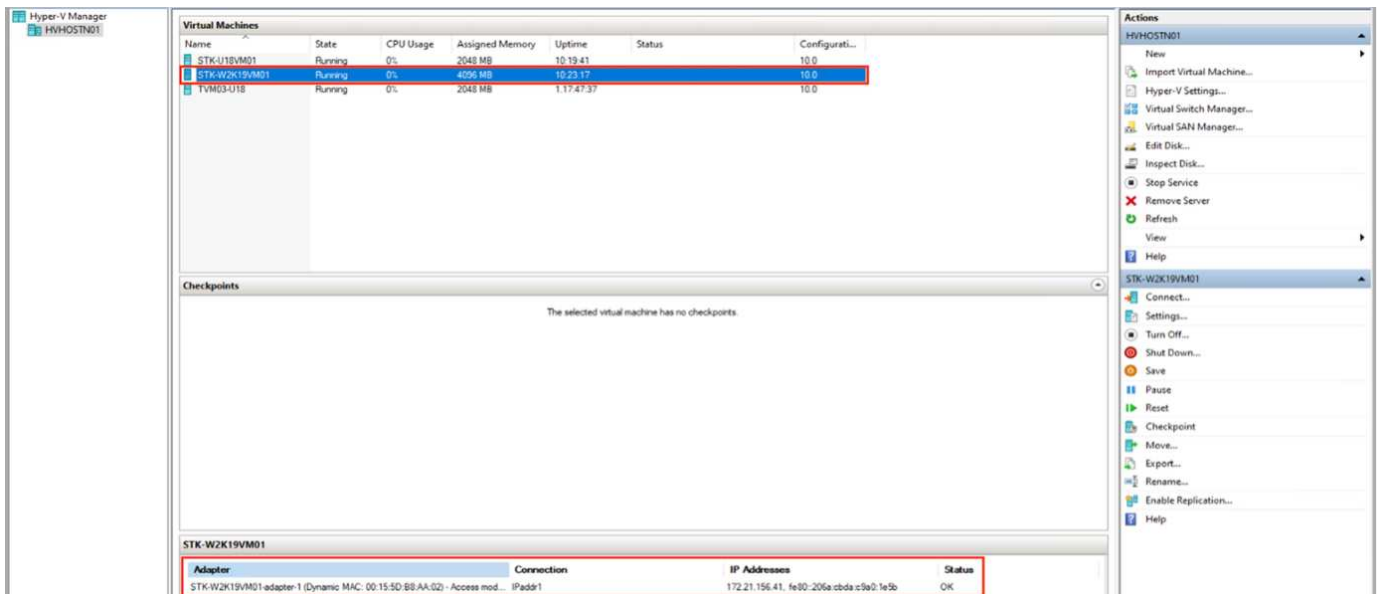 Hyper-V Manager
HVHOSTN01
Virtual Machines
Name State CPU Usage Assigned Memory Uptime Status Configurati...
STK-U18VM01 Running 0% 2048 MB 10:19:41 10.0
STK-W2K19VM01 Running 0% 4096 MB 10:23:17 10.0
TVM03-U18 Running 0% 2048 MB 1.17:47:37 10.0
Checkpoints
The selected virtual machine has no checkpoints.
STK-W2K19VM01
Adapter Connection IP Addresses Status
STK-W2K19VM01-adapter-1 (Dynamic MAC: 00:15:5D:B8:AA:02) - Access mod... IPaddr1 172.21.156.41, fe80::206a:cbda:c9a0:1e5b OK
Actions
HVHOSTN01
New
Import Virtual Machine...
Hyper-V Settings...
Virtual Switch Manager...
Virtual SAN Manager...
Edit Disk...
Inspect Disk...
Stop Service
Remove Server
Refresh
View
Help
STK-W2K19VM01
Connect...
Settings...
Turn Off...
Shut Down...
Save
Pause
Reset
Checkpoint
Move...
Export...
Rename...
Enable Replication...
Help